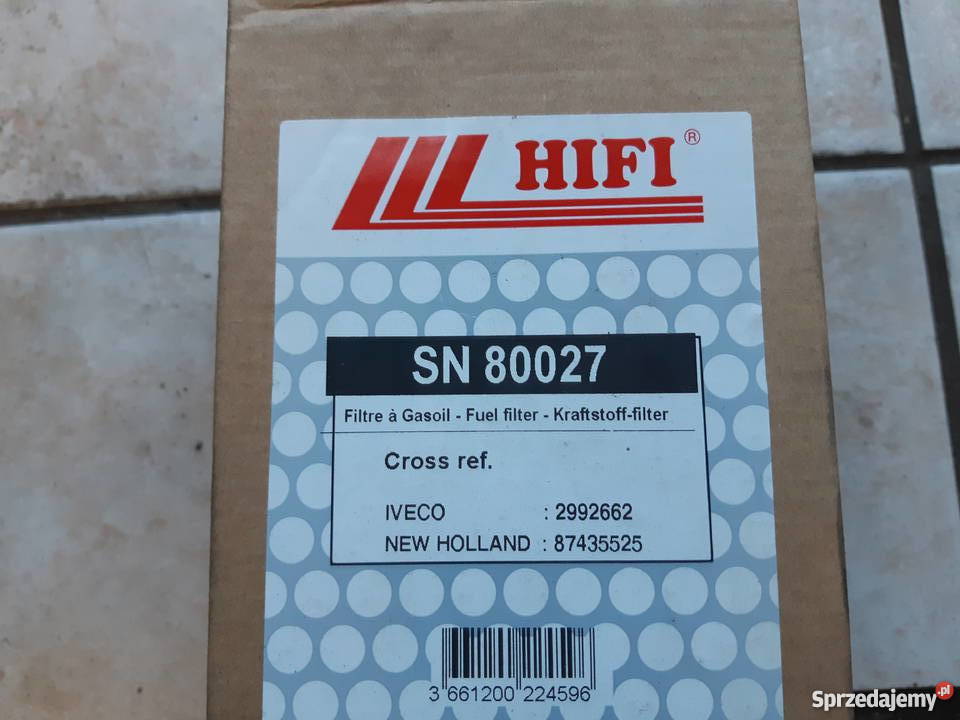 HIFI®
SN 80027
Filtre à Gasoil - Fuel filter - Kraftstoff-filter
Cross ref.
IVECO : 2992662
NEW HOLLAND : 87435525
3 661200 224596
Sprzedajemy.pl